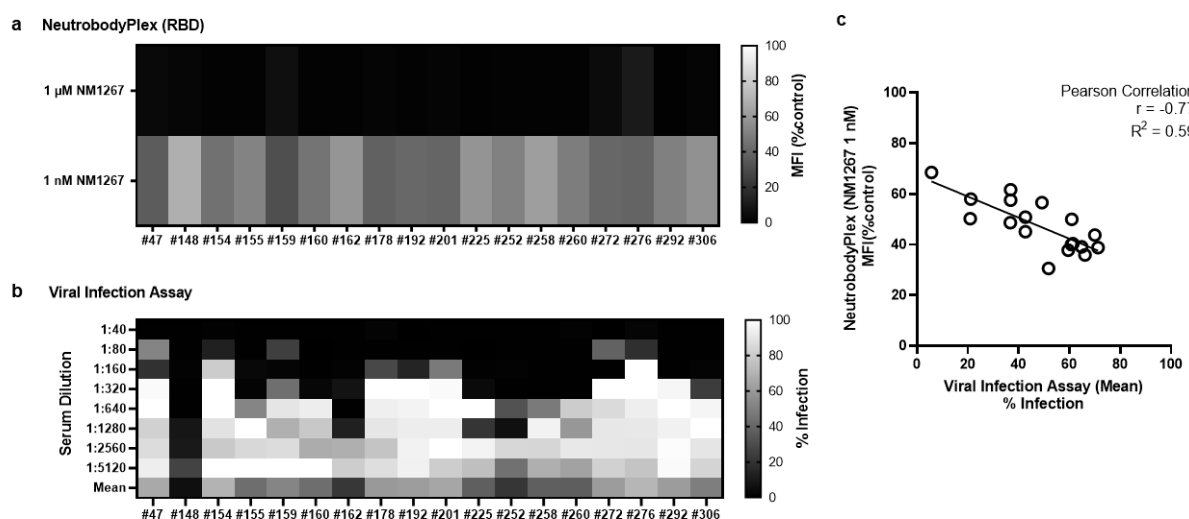 a NeutrobodyPlex (RBD)
1 µM NM1267
1 nM NM1267
#47 #148 #154 #155 #159 #160 #162 #178 #192 #201 #225 #252 #258 #260 #272 #276 #292 #306
100
80
60
40
20
0
MFI (%control)
b Viral Infection Assay
Serum Dilution
1:40
1:80
1:160
1:320
1:640
1:1280
1:2560
1:5120
Mean
#47 #148 #154 #155 #159 #160 #162 #178 #192 #201 #225 #252 #258 #260 #272 #276 #292 #306
100
80
60
40
20
0
% Infection
c
Pearson Correlation
r = -0.77
R² = 0.59
NeutrobodyPlex (NM1267 1 nM)
MFI(%control)
100
80
60
40
20
0
0 20 40 60 80 100
Viral Infection Assay (Mean)
% Infection